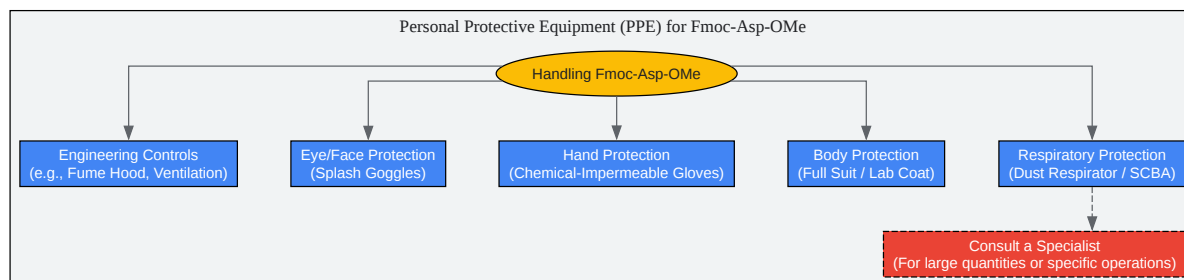 Personal Protective Equipment (PPE) for Fmoc-Asp-OMe
Handling Fmoc-Asp-OMe
Engineering Controls
(e.g., Fume Hood, Ventilation)
Eye/Face Protection
(Splash Goggles)
Hand Protection
(Chemical-Impermeable Gloves)
Body Protection
(Full Suit / Lab Coat)
Respiratory Protection
(Dust Respirator / SCBA)
Consult a Specialist
(For large quantities or specific operations)